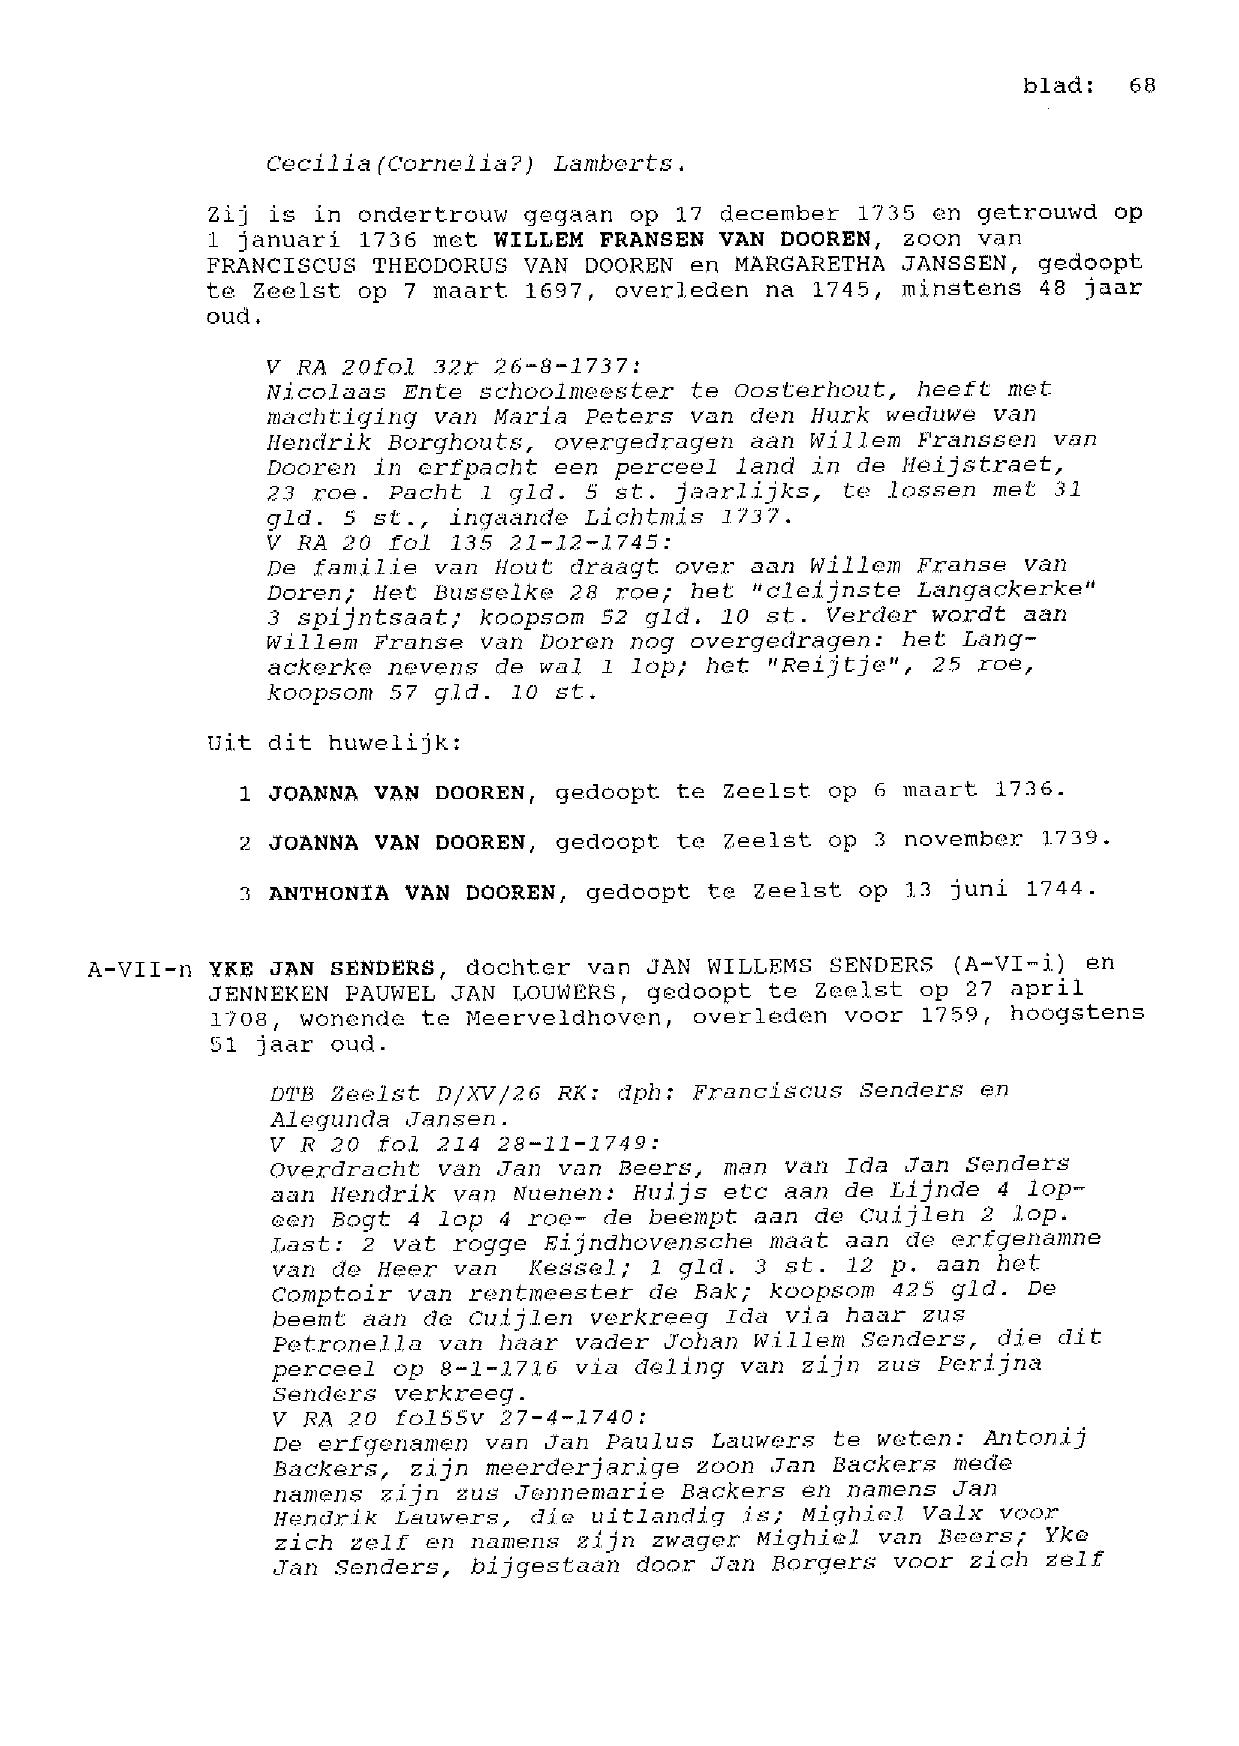 blad: 68
Cecilia(Cornelia?) Lamberts.
Zij is in ondertrouw gegaan op 17 december 1735 en getrouwd op
1 januari 1736 met WILLEM FRANSEN VAN DOOREN, zoon van
FRANCISCUS THEODORUS VAN DOOREN en MARGARETHA JANSSEN, gedoopt
te Zeelst op 7 maart 1697, overleden na 1745, minstens 48 jaar
oud.
V RA 20fol 32r 26-8-1737:
Nicolaas Ente schoolmeester te Oosterhout, heeft met
machtiging van Maria Peters van den Hurk weduwe van
Hendrik Borghouts, overgedragen aan Willem Franssen van
Dooren in erfpacht een perceel land in de Heijstraet,
23 roe. Pacht 1 gld. 5 st. jaarlijks, te lossen met 31
gld. 5 st., ingaande Lichtmis 1737.
V RA 20 fol 135 21-12-1745:
De familie van Hout draagt over aan Willem Franse van
Doren; Het Busselke 28 roe; het "cleijnste Langackerke"
3 spijntsaat; koopsom 52 gld. 10 st. Verder wordt aan
Willem Franse van Doren nog overgedragen: het Lang-
ackerke nevens de wal 1 lop; het "Reijtje", 25 roe,
koopsom 57 gld. 10 st.
Uit dit huwelijk:
1 JOANNA VAN DOOREN, gedoopt te Zeelst op 6 maart 1736.
2 JOANNA VAN DOOREN, gedoopt te Zeelst op 3 november 1739.
3 ANTHONIA VAN DOOREN, gedoopt te Zeelst op 13 juni 1744.
A-VII-n YKE JAN SENDERS, dochter van JAN WILLEMS SENDERS (A-VI-i) en
JENNEKEN PAUWEL JAN LOUWERS, gedoopt te Zeelst op 27 april
1708, wonende te Meerveldhoven, overleden voor 1759, hoogstens
51 jaar oud.
DTB Zeelst D/XV/26 RK: dph: Franciscus Senders en
Alegunda Jansen.
V R 20 fol 214 28-11-1749:
Overdracht van Jan van Beers, man van Ida Jan Senders
aan Hendrik van Nuenen: Huijs etc aan de Lijnde 4 lop-
een Bogt 4 lop 4 roe- de beempt aan de Cuijlen 2 lop.
Last: 2 vat rogge Eijndhovensche maat aan de erfgenamne
van de Heer van Kessel; 1 gld. 3 st. 12 p. aan het
Comptoir van rentmeester de Bak; koopsom 425 gld. De
beemt aan de Cuijlen verkreeg Ida via haar zus
Petronella van haar vader Johan Willem Senders, die dit
perceel op 8-1-1716 via deling van zijn zus Perijna
Senders verkreeg.
V RA 20 fol55v 27-4-1740:
De erfgenamen van Jan Paulus Lauwers te weten: Antonij
Backers, zijn meerderjarige zoon Jan Backers mede
namens zijn zus Jennemarie Backers en namens Jan
Hendrik Lauwers, die uitlandig is; Mighiel Valx voor
zich zelf en namens zijn zwager Mighiel van Beers; Yke
Jan Senders, bijgestaan door Jan Borgers voor zich zelf